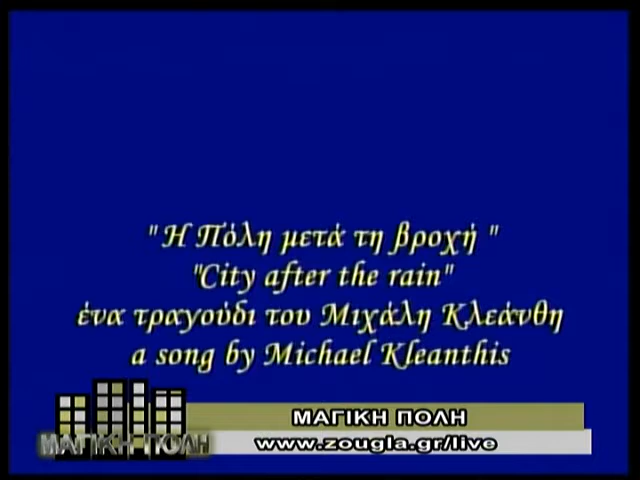 " Η Πόλη μετά τη βροχή "
"City after the rain"
ένα τραγούδι του Μιχάλη Κλεάνθη
a song by Michael Kleanthis
ΜΑΓΙΚΗ ΠΟΛΗ
ΜΑΓΙΚΗ ΠΟΛΗ
www.zougla.gr/live